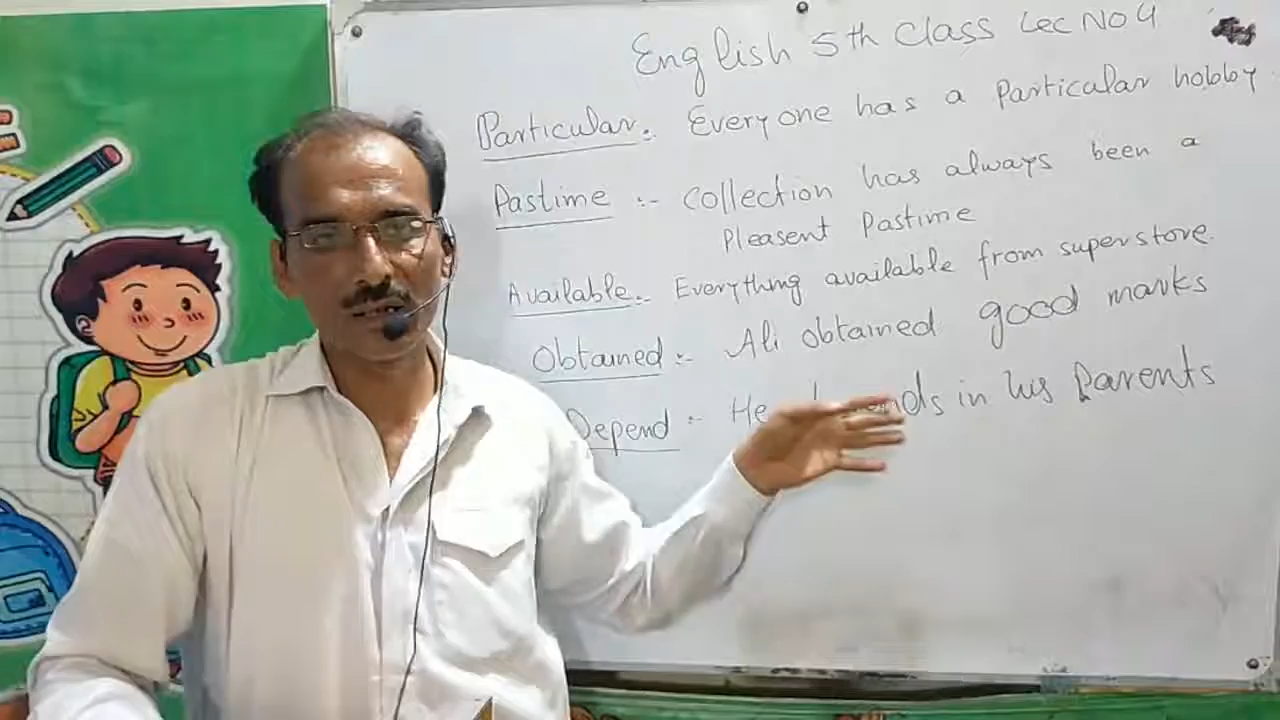 English 5th Class Lec No 4
Particular :- Everyone has a Particular hobby
Pastime :- Collection has always been a
Pleasent Pastime
Available :- Everything available from superstore.
Obtained :- Ali obtained good marks
Depend :- He in his Parents